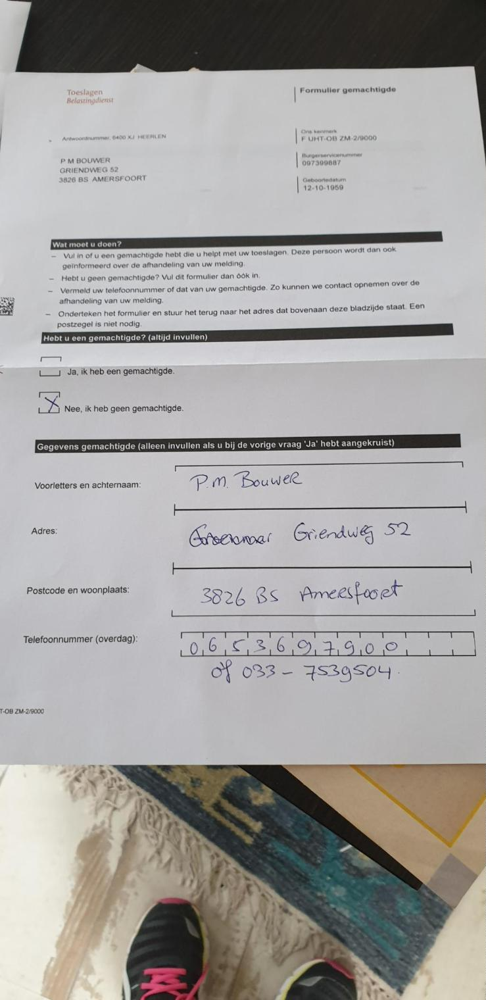 Toeslagen
Belastingdienst
Formulier gemachtigde
Antwoordnummer, 6400 XJ HEERLEN
Ons kenmerk
F UHT-OB ZM-2/9000
P M BOUWER
GRIENDWEG 52
3826 BS AMERSFOORT
Burgerservicenummer
097399887
Geboortedatum
12-10-1959
Wat moet u doen?
– Vul in of u een gemachtigde hebt die u helpt met uw toeslagen. Deze persoon wordt dan ook
geïnformeerd over de afhandeling van uw melding.
– Hebt u geen gemachtigde? Vul dit formulier dan óók in.
– Vermeld uw telefoonnummer of dat van uw gemachtigde. Zo kunnen we contact opnemen over de
afhandeling van uw melding.
– Onderteken het formulier en stuur het terug naar het adres dat bovenaan deze bladzijde staat. Een
postzegel is niet nodig.
Hebt u een gemachtigde? (altijd invullen)
Ja, ik heb een gemachtigde.
X Nee, ik heb geen gemachtigde.
Gegevens gemachtigde (alleen invullen als u bij de vorige vraag 'Ja' hebt aangekruist)
Voorletters en achternaam: P.M. Bouwer
Adres: Griendweg 52
Postcode en woonplaats: 3826 BS Amersfoort
Telefoonnummer (overdag): 0653697900
of 033 - 7539504.
T-OB ZM-2/9000